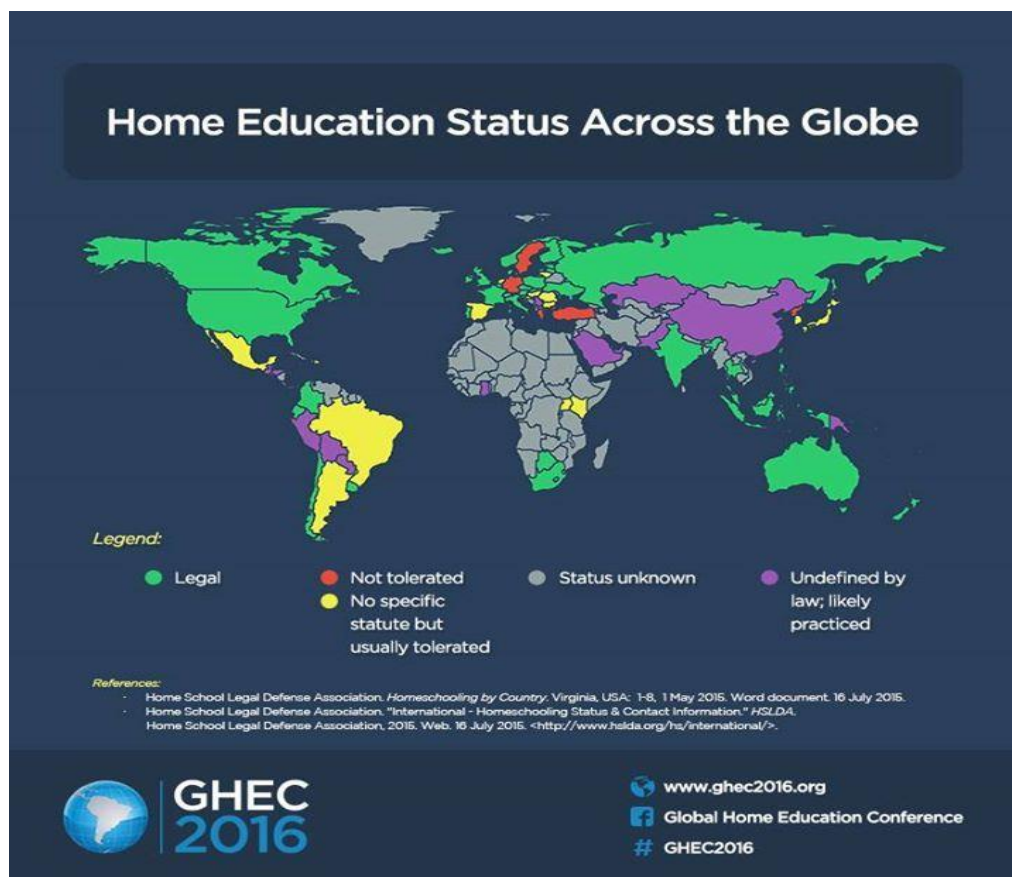 Home Education Status Across the Globe
Legend:
Legal
Not tolerated
No specific
statute but
usually tolerated
Status unknown
Undefined by
law; likely
practiced
References:
- Home School Legal Defense Association. Homeschooling by Country. Virginia, USA: 1-8, 1 May 2015. Word document. 16 July 2015.
- Home School Legal Defense Association. "International - Homeschooling Status & Contact Information." HSLDA.
Home School Legal Defense Association, 2015. Web. 16 July 2015. <http://www.hslda.org/hs/international/>.
GHEC
2016
www.ghec2016.org
Global Home Education Conference
# GHEC2016